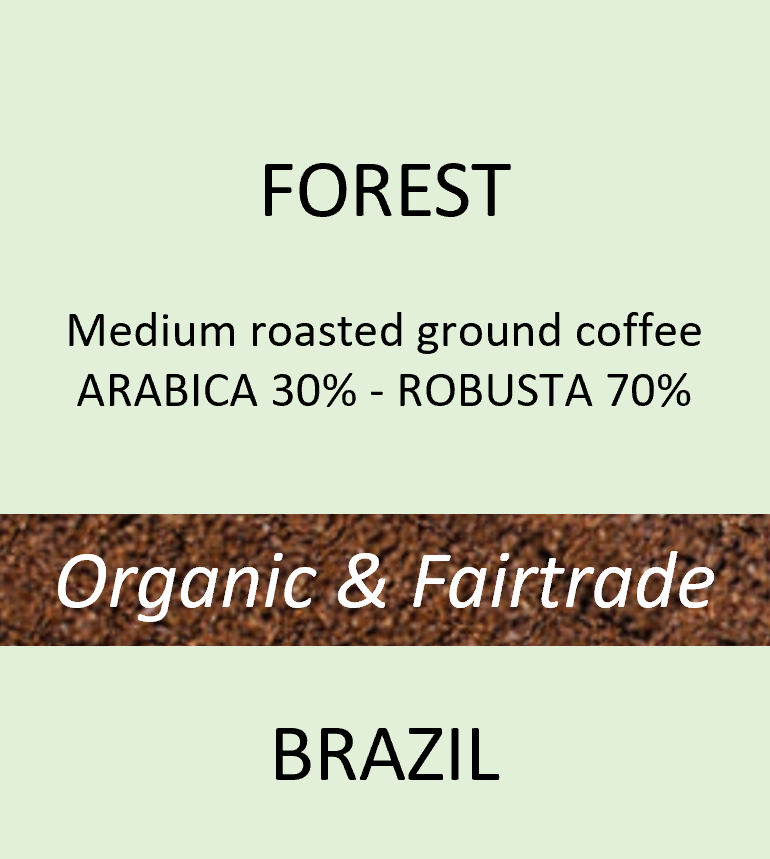 FOREST
Medium roasted ground coffee
ARABICA 30% - ROBUSTA 70%
Organic & Fairtrade
BRAZIL